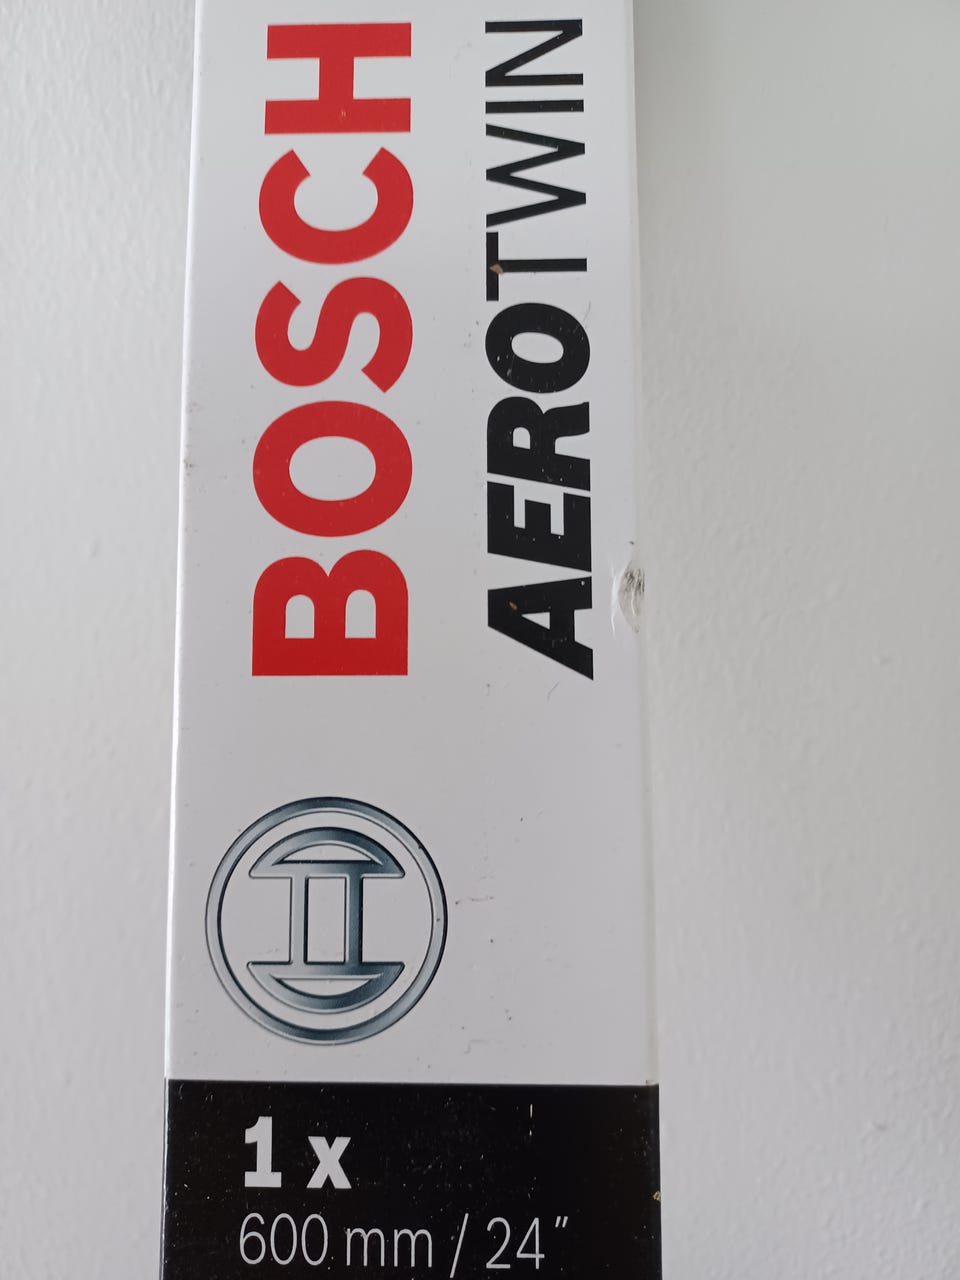 BOSCH
AEROTWIN
1 x
600 mm / 24"